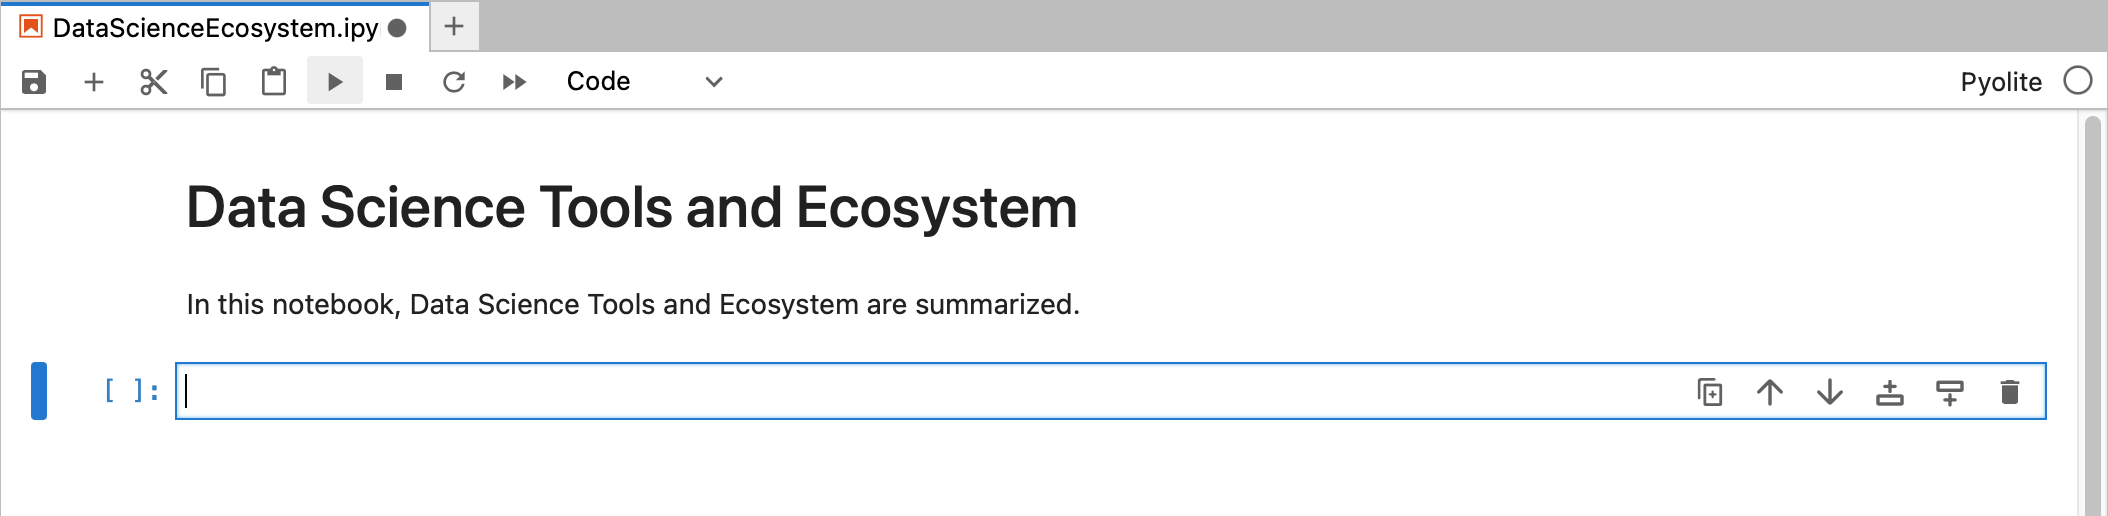 DataScienceEcosystem.ipy
Code
Pyolite
Data Science Tools and Ecosystem
In this notebook, Data Science Tools and Ecosystem are summarized.
[ ]: